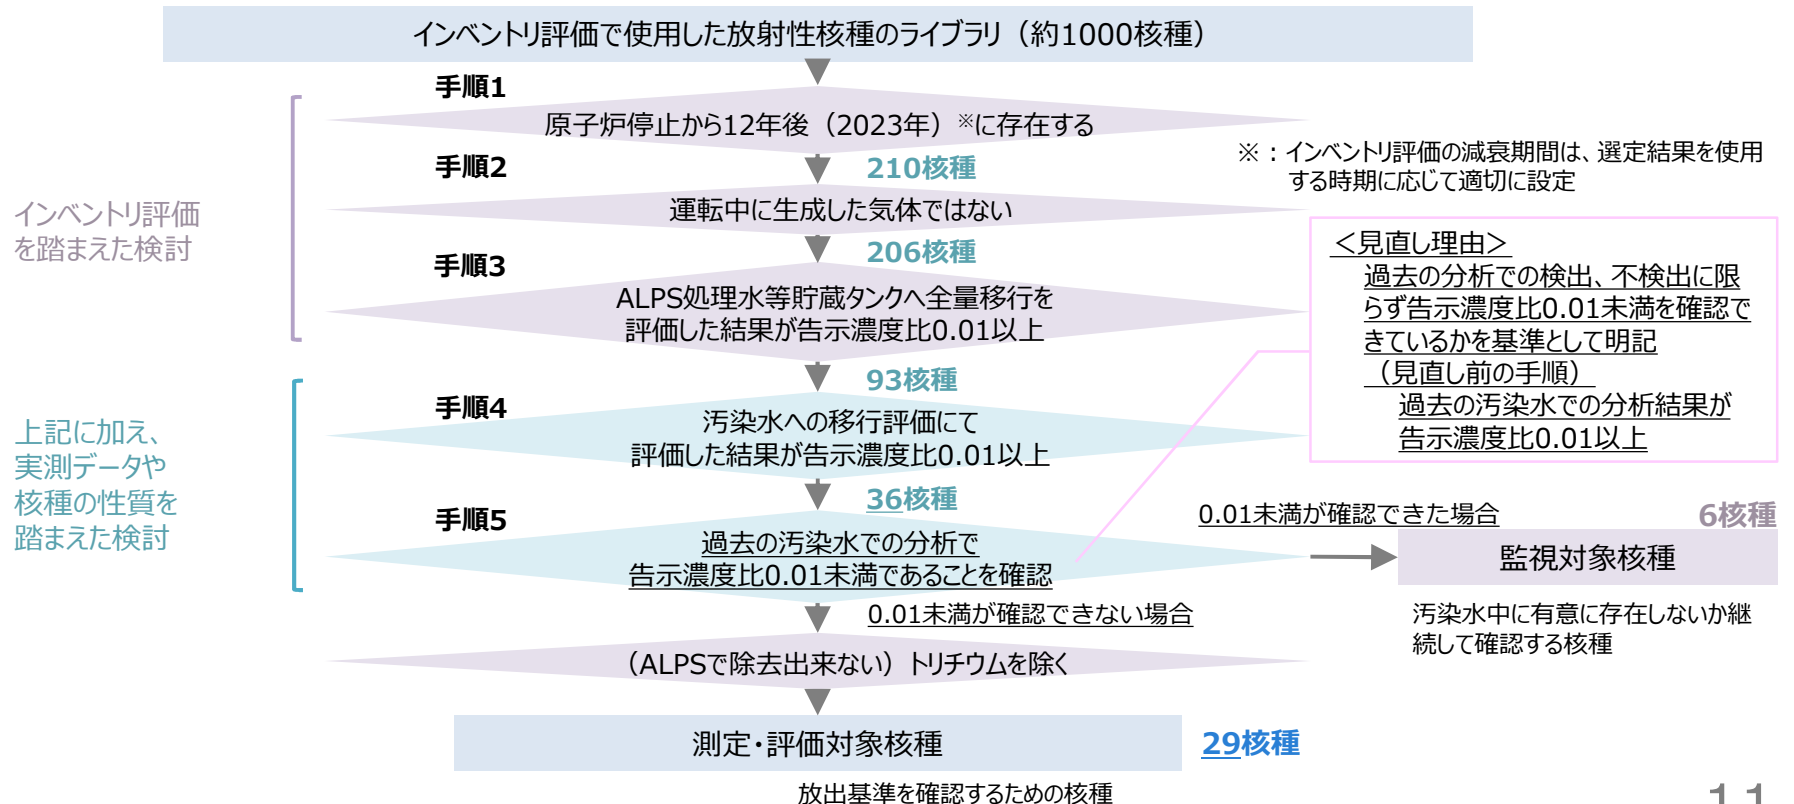 インベントリ評価で使用した放射性核種のライブラリ（約1000核種）
手順1
原子炉停止から12年後（2023年）※に存在する
手順2
210核種
※：インベントリ評価の減衰期間は、選定結果を使用
する時期に応じて適切に設定
運転中に生成した気体ではない
インベントリ評価
を踏まえた検討
手順3
206核種
ALPS処理水等貯蔵タンクへ全量移行を
評価した結果が告示濃度比0.01以上
＜見直し理由＞
過去の分析での検出、不検出に限
らず告示濃度比0.01未満を確認で
きているかを基準として明記
（見直し前の手順）
過去の汚染水での分析結果が
告示濃度比0.01以上
93核種
手順4
汚染水への移行評価にて
評価した結果が告示濃度比0.01以上
上記に加え、
実測データや
核種の性質を
踏まえた検討
36核種
手順5
過去の汚染水での分析で
告示濃度比0.01未満であることを確認
0.01未満が確認できた場合
6核種
監視対象核種
汚染水中に有意に存在しないか継
続して確認する核種
0.01未満が確認できない場合
（ALPSで除去出来ない）トリチウムを除く
測定・評価対象核種
29核種
放出基準を確認するための核種
11